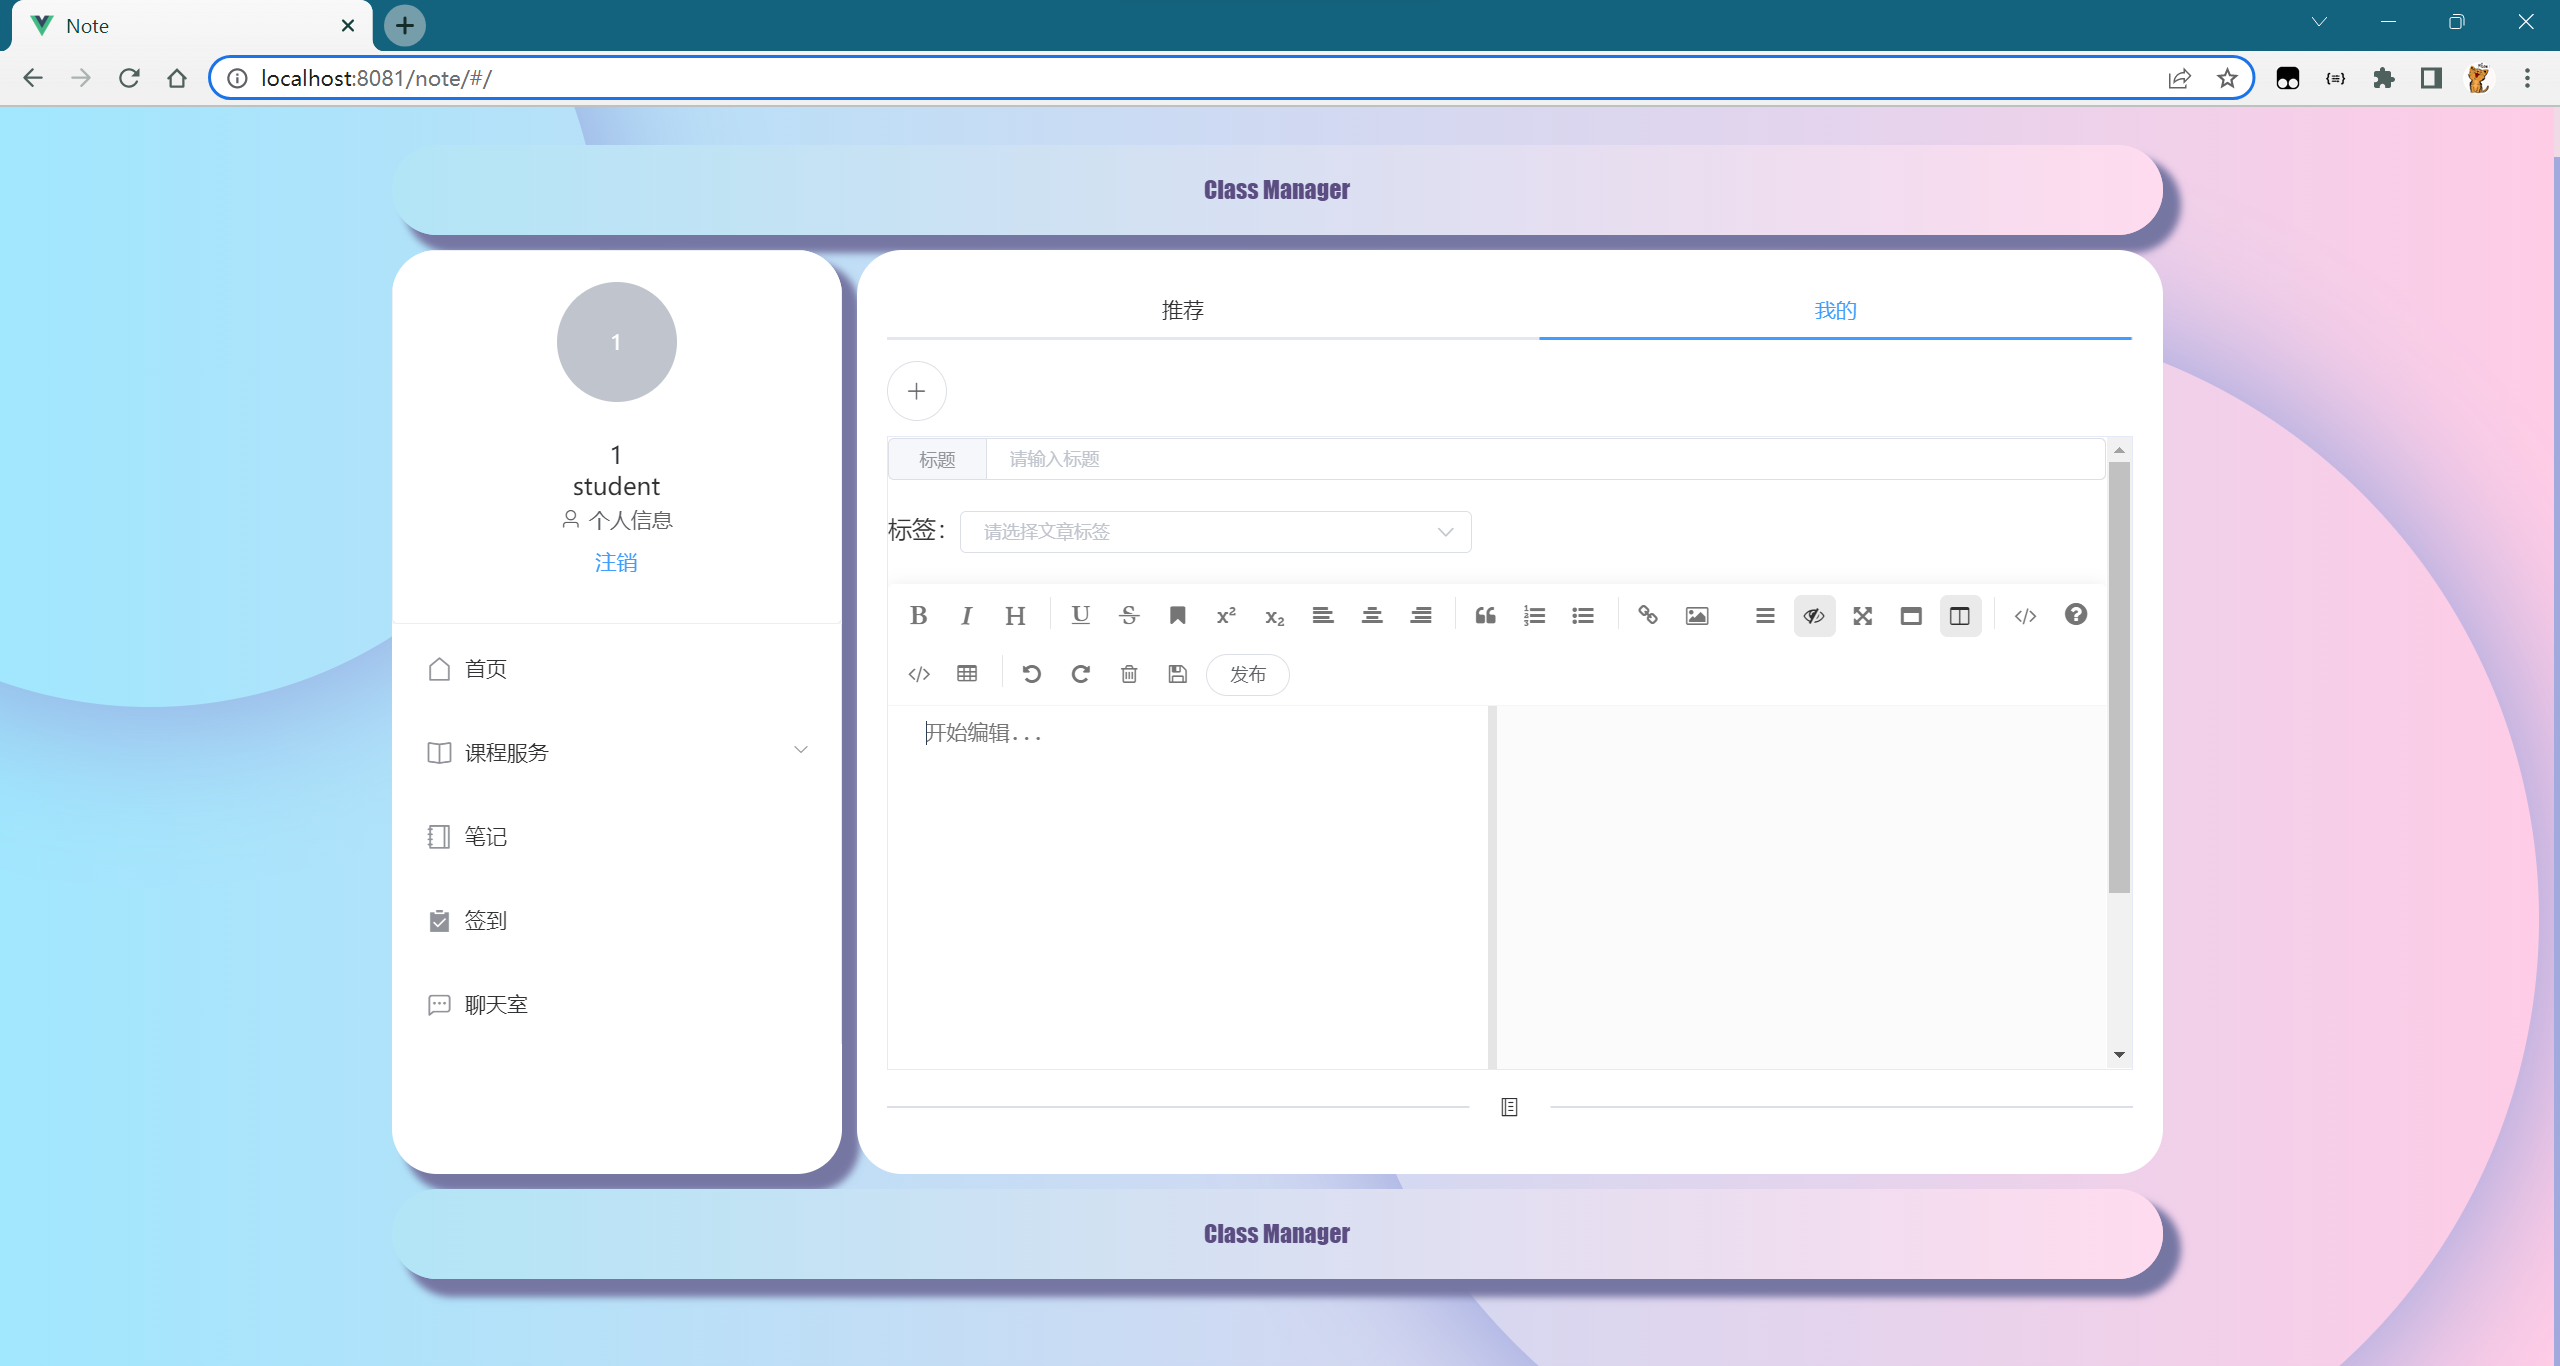 Note
localhost:8081/note/#/
Class Manager
1
1
student
个人信息
注销
首页
课程服务
笔记
签到
聊天室
推荐
我的
标题
请输入标题
标签：
请选择文章标签
发布
开始编辑...
Class Manager